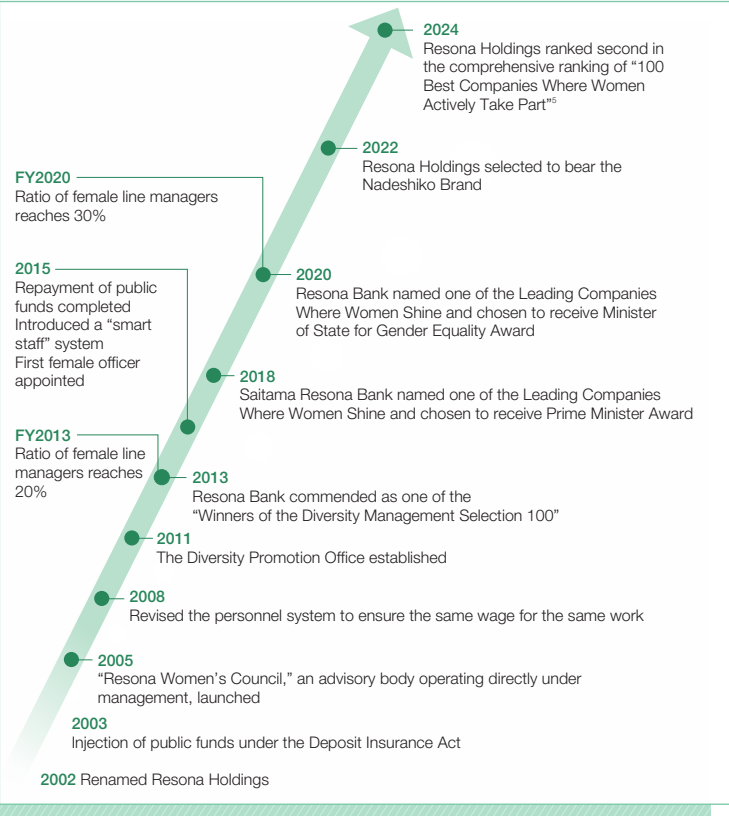 2024
Resona Holdings ranked second in
the comprehensive ranking of “100
Best Companies Where Women
Actively Take Part”5
2022
Resona Holdings selected to bear the
Nadeshiko Brand
FY2020
Ratio of female line managers
reaches 30%
2020
Resona Bank named one of the Leading Companies
Where Women Shine and chosen to receive Minister
of State for Gender Equality Award
2015
Repayment of public
funds completed
Introduced a “smart
staff” system
First female officer
appointed
2018
Saitama Resona Bank named one of the Leading Companies
Where Women Shine and chosen to receive Prime Minister Award
FY2013
Ratio of female line
managers reaches
20%
2013
Resona Bank commended as one of the
“Winners of the Diversity Management Selection 100”
2011
The Diversity Promotion Office established
2008
Revised the personnel system to ensure the same wage for the same work
2005
“Resona Women’s Council,” an advisory body operating directly under
management, launched
2003
Injection of public funds under the Deposit Insurance Act
2002 Renamed Resona Holdings